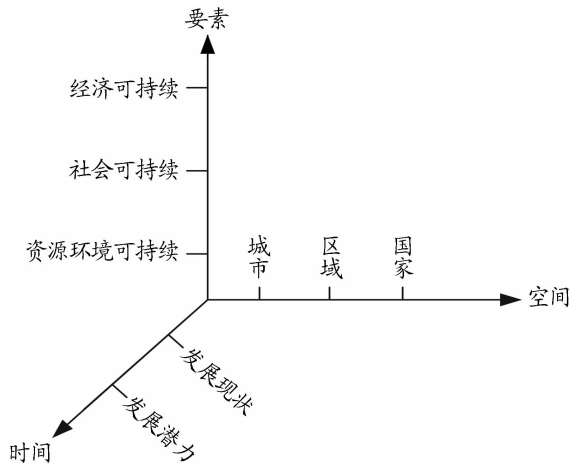 要素
经济可持续
社会可持续
资源环境可持续
城市
区域
国家
空间
发展现状
发展潜力
时间